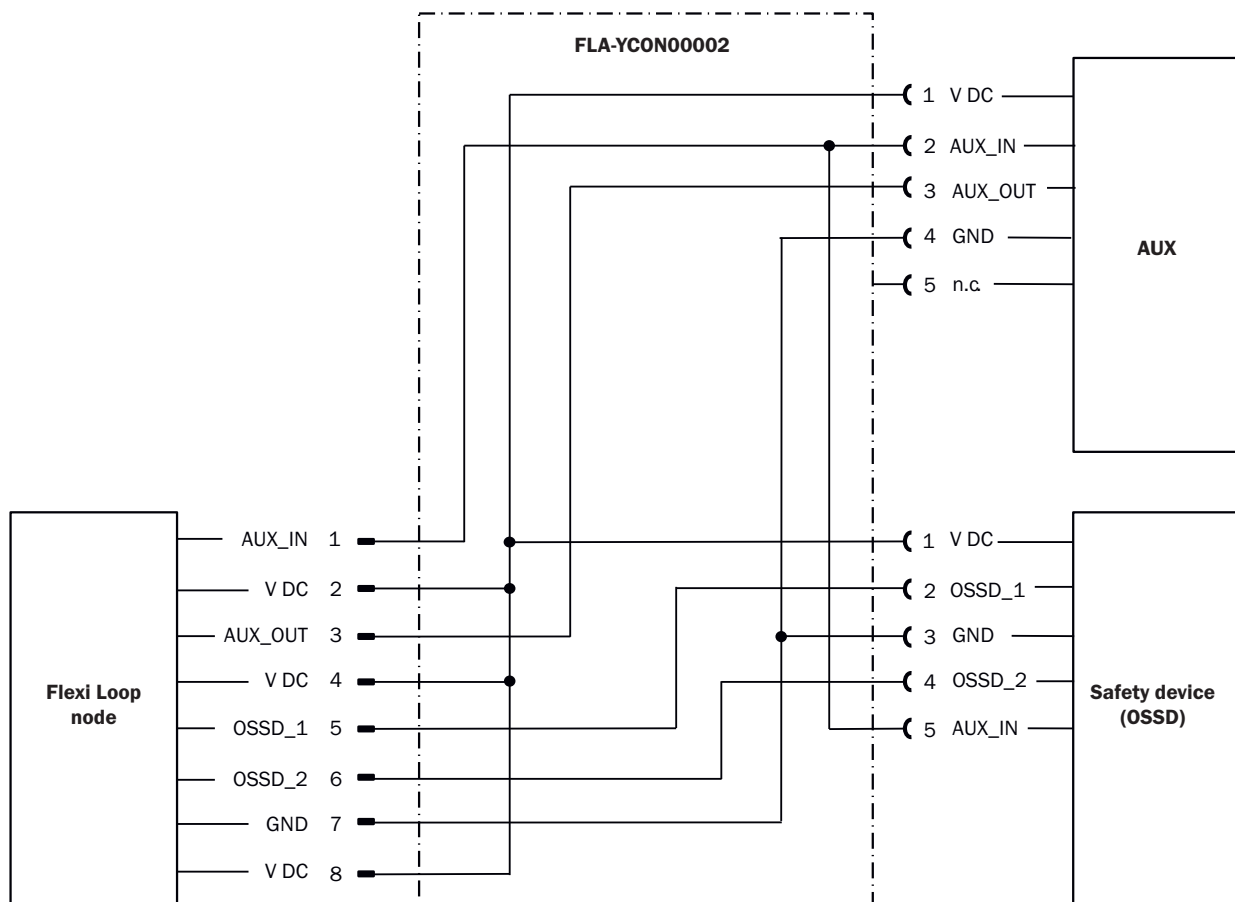 FLA-YCON00002
1 V DC
2 AUX_IN
3 AUX_OUT
4 GND
5 n.c.
AUX
AUX_IN 1
V DC 2
AUX_OUT 3
V DC 4
OSSD_1 5
OSSD_2 6
GND 7
V DC 8
Flexi Loop
node
1 V DC
2 OSSD_1
3 GND
4 OSSD_2
5 AUX_IN
Safety device
(OSSD)